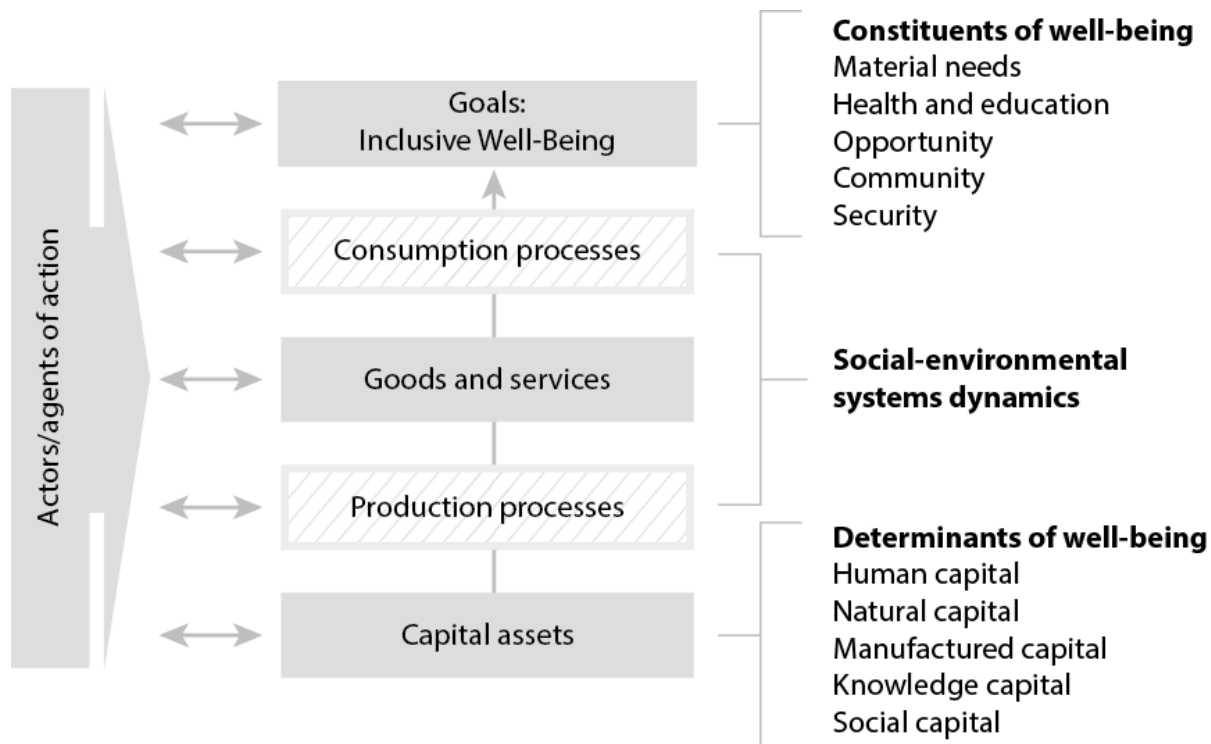 Actors/agents of action
Goals:
Inclusive Well-Being
Consumption processes
Goods and services
Production processes
Capital assets
Constituents of well-being
Material needs
Health and education
Opportunity
Community
Security
Social-environmental
systems dynamics
Determinants of well-being
Human capital
Natural capital
Manufactured capital
Knowledge capital
Social capital